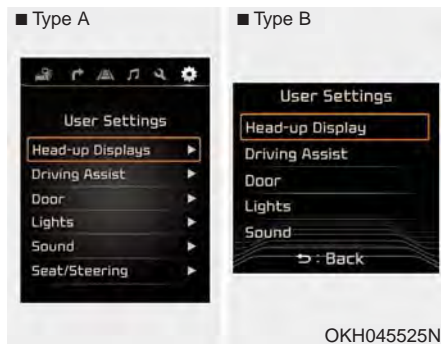 ■ Type A
User Settings
Head-up Displays
Driving Assist
Door
Lights
Sound
Seat/Steering
■ Type B
User Settings
Head-up Display
Driving Assist
Door
Lights
Sound
: Back
OKH045525N